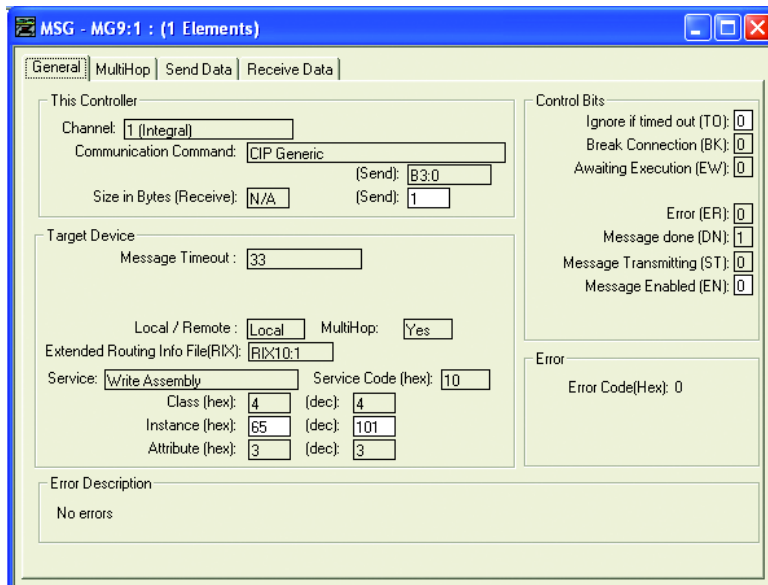 MSG - MG9:1 : (1 Elements)
General MultiHop Send Data Receive Data
This Controller
Channel: 1 (Integral)
Communication Command: CIP Generic
(Send): B3:0
Size in Bytes (Receive): N/A (Send): 1
Target Device
Message Timeout : 33
Local / Remote : Local MultiHop: Yes
Extended Routing Info File(RIX): RIX10:1
Service: Write Assembly Service Code (hex): 10
Class (hex): 4 (dec): 4
Instance (hex): 65 (dec): 101
Attribute (hex): 3 (dec): 3
Control Bits
Ignore if timed out (TO): 0
Break Connection (BK): 0
Awaiting Execution (EW): 0
Error (ER): 0
Message done (DN): 1
Message Transmitting (ST): 0
Message Enabled (EN): 0
Error
Error Code(Hex): 0
Error Description
No errors